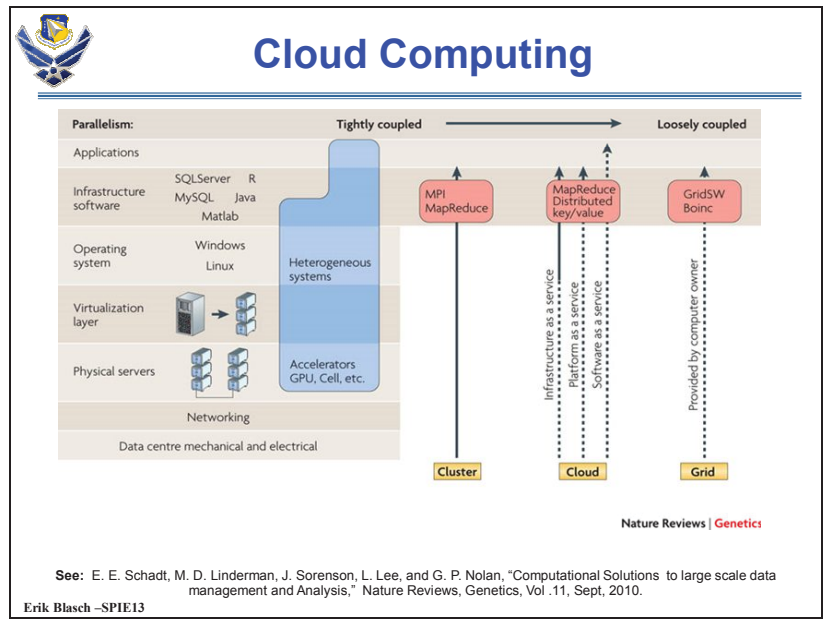 Cloud Computing
Parallelism:
Tightly coupled
Loosely coupled
Applications
Infrastructure
software
SQLServer R
MySQL Java
Matlab
MPI
MapReduce
MapReduce
Distributed
key/value
GridSW
Boinc
Operating
system
Windows
Linux
Heterogeneous
systems
Virtualization
layer
Physical servers
Accelerators
GPU, Cell, etc.
Infrastructure as a service
Platform as a service
Software as a service
Provided by computer owner
Networking
Data centre mechanical and electrical
Cluster
Cloud
Grid
Nature Reviews | Genetics
See: E. E. Schadt, M. D. Linderman, J. Sorenson, L. Lee, and G. P. Nolan, “Computational Solutions to large scale data
management and Analysis,” Nature Reviews, Genetics, Vol .11, Sept, 2010.
Erik Blasch –SPIE13